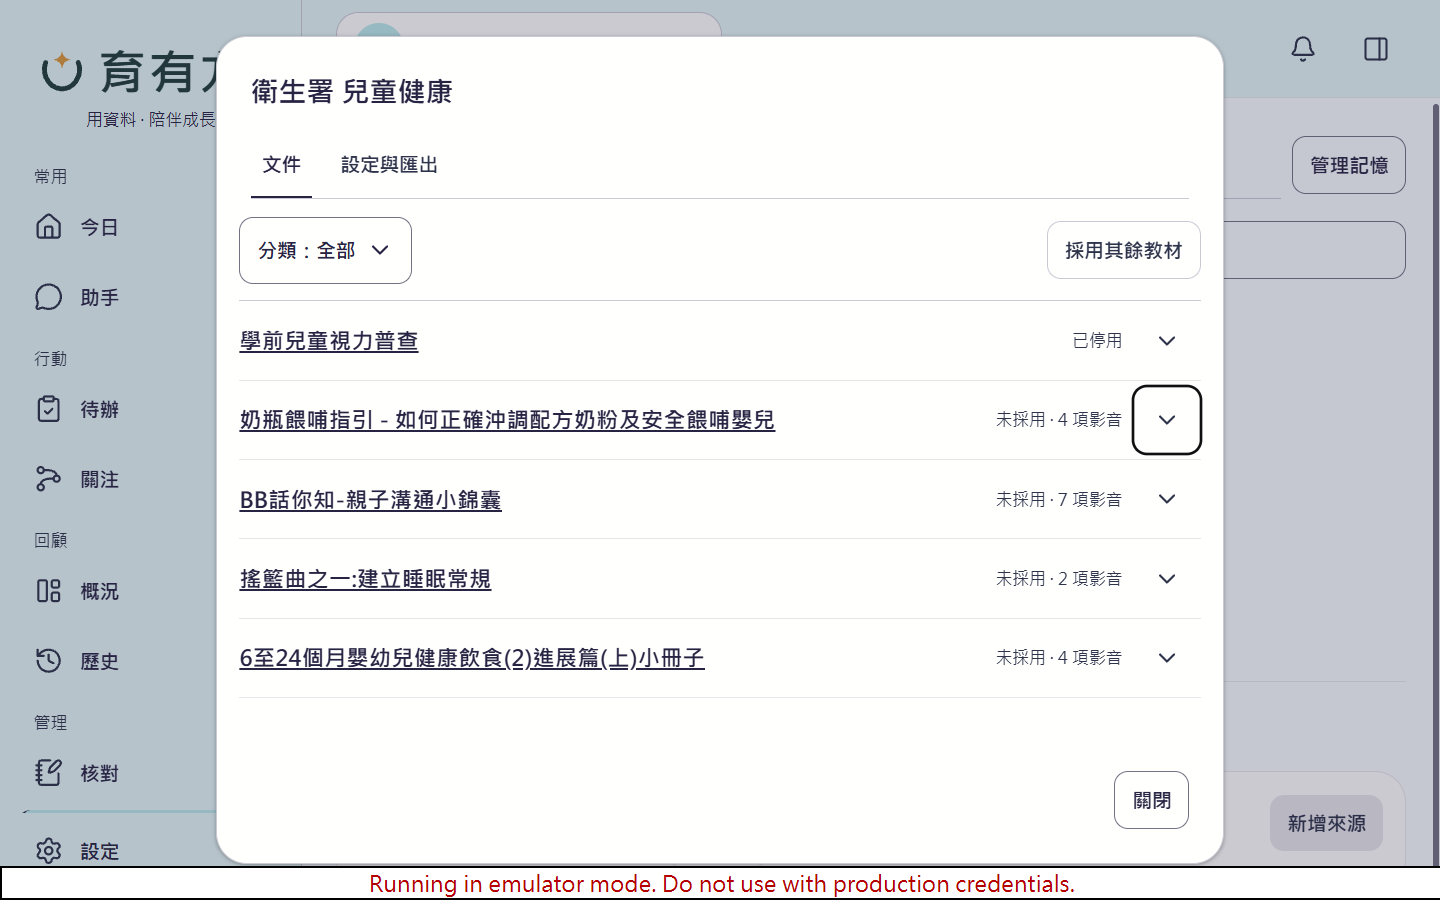 育有
用資料 · 陪伴成長
常用
今日
助手
行動
待辦
關注
回顧
概況
歷史
管理
核對
設定
衛生署 兒童健康
文件
設定與匯出
分類：全部
採用其餘教材
學前兒童視力普查
已停用
奶瓶餵哺指引 - 如何正確沖調配方奶粉及安全餵哺嬰兒
未採用 · 4 項影音
BB話你知-親子溝通小錦囊
未採用 · 7 項影音
搖籃曲之一:建立睡眠常規
未採用 · 2 項影音
6至24個月嬰幼兒健康飲食(2)進展篇(上)小冊子
未採用 · 4 項影音
關閉
管理記憶
新增來源
Running in emulator mode. Do not use with production credentials.